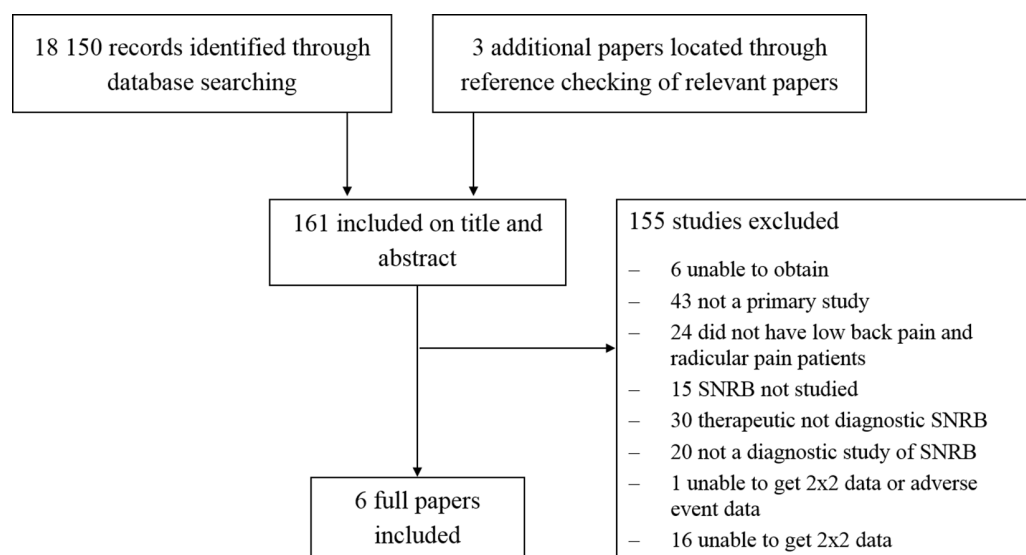 18 150 records identified through
database searching
3 additional papers located through
reference checking of relevant papers
161 included on title and
abstract
155 studies excluded
– 6 unable to obtain
– 43 not a primary study
– 24 did not have low back pain and
radicular pain patients
– 15 SNRB not studied
– 30 therapeutic not diagnostic SNRB
– 20 not a diagnostic study of SNRB
– 1 unable to get 2x2 data or adverse
event data
– 16 unable to get 2x2 data
6 full papers
included